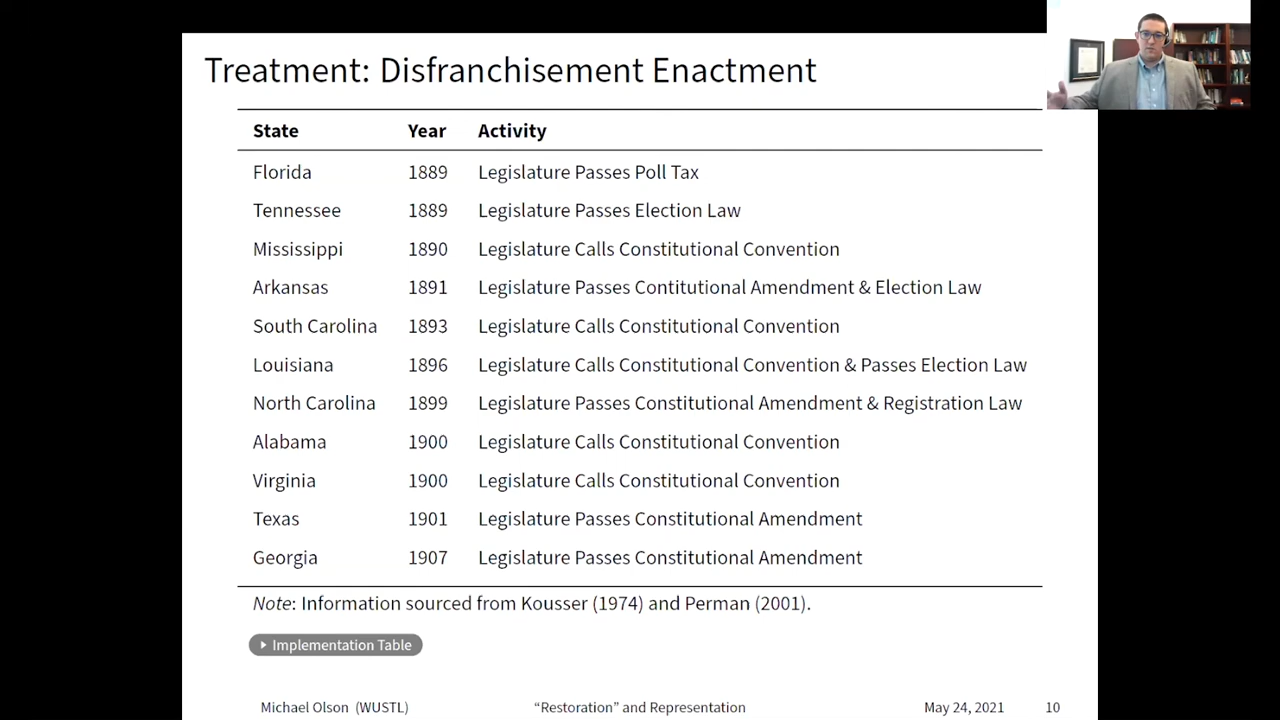 Treatment: Disfranchisement Enactment
State Year Activity
Florida 1889 Legislature Passes Poll Tax
Tennessee 1889 Legislature Passes Election Law
Mississippi 1890 Legislature Calls Constitutional Convention
Arkansas 1891 Legislature Passes Contitutional Amendment & Election Law
South Carolina 1893 Legislature Calls Constitutional Convention
Louisiana 1896 Legislature Calls Constitutional Convention & Passes Election Law
North Carolina 1899 Legislature Passes Constitutional Amendment & Registration Law
Alabama 1900 Legislature Calls Constitutional Convention
Virginia 1900 Legislature Calls Constitutional Convention
Texas 1901 Legislature Passes Constitutional Amendment
Georgia 1907 Legislature Passes Constitutional Amendment
Note: Information sourced from Kousser (1974) and Perman (2001).
Implementation Table
Michael Olson (WUSTL) “Restoration” and Representation May 24, 2021 10